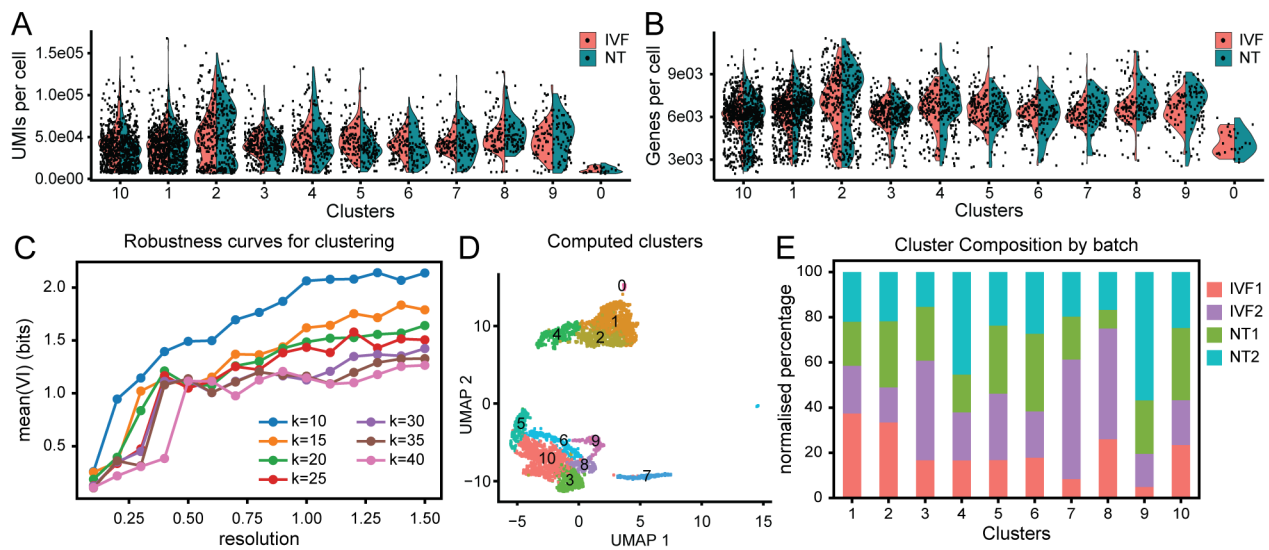 A
UMIs per cell
1.5e05
1.0e05
5.0e04
0.0e00
10 1 2 3 4 5 6 7 8 9 0
Clusters
IVF
NT
B
Genes per cell
9e03
6e03
3e03
10 1 2 3 4 5 6 7 8 9 0
Clusters
IVF
NT
C
Robustness curves for clustering
mean(VI) (bits)
2.0
1.5
1.0
0.5
k=10 k=30
k=15 k=35
k=20 k=40
k=25
0.25 0.50 0.75 1.00 1.25 1.50
resolution
D
Computed clusters
UMAP 2
10
0
−10
0
1
4 2
5
6 9
10 8
3 7
−5 0 5 10 15
UMAP 1
E
Cluster Composition by batch
normalised percentage
100
80
60
40
20
0
1 2 3 4 5 6 7 8 9 10
Clusters
IVF1
IVF2
NT1
NT2